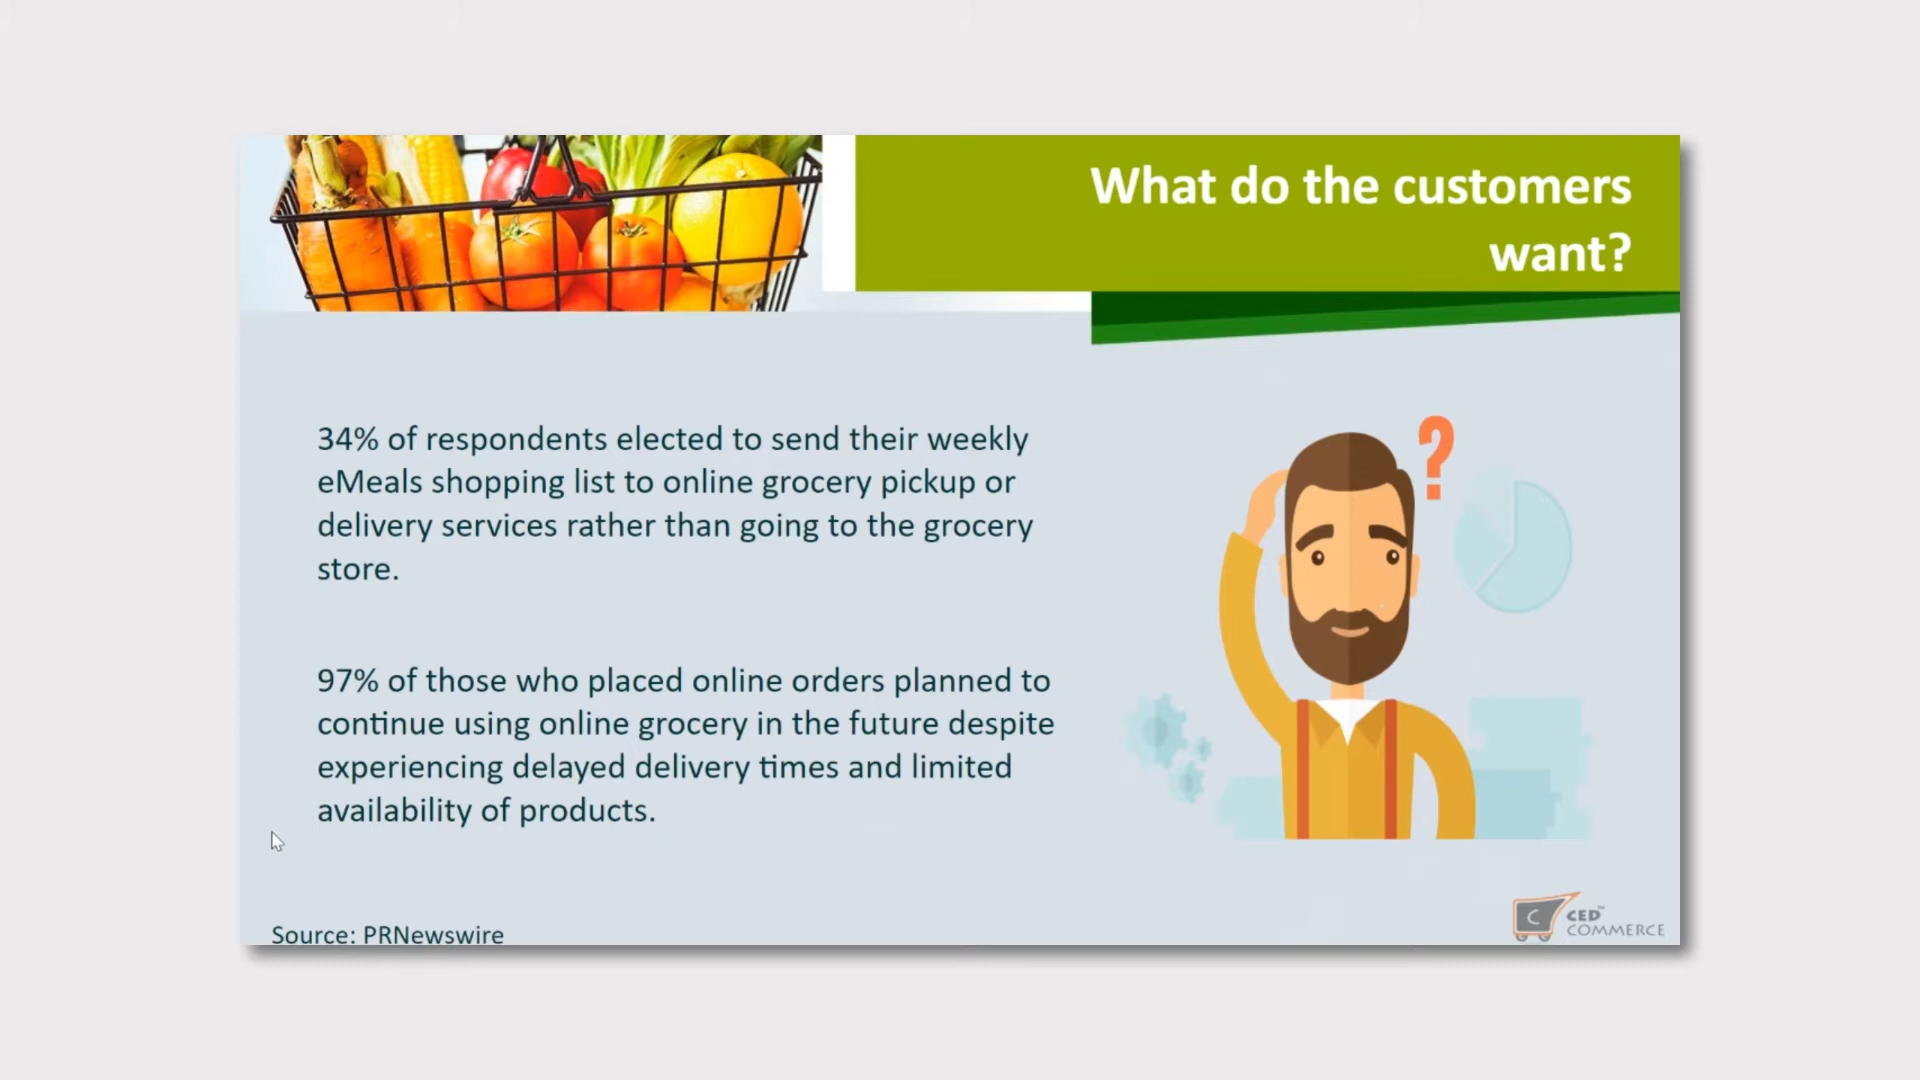 What do the customers
want?
34% of respondents elected to send their weekly
eMeals shopping list to online grocery pickup or
delivery services rather than going to the grocery
store.
?
97% of those who placed online orders planned to
continue using online grocery in the future despite
experiencing delayed delivery times and limited
availability of products.
Source: PRNewswire
C
CED™
COMMERCE